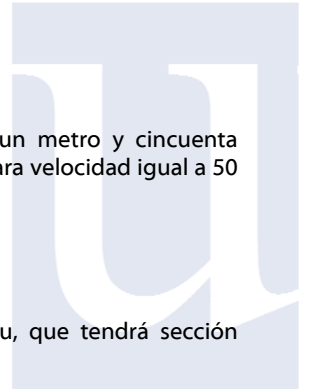 un metro y cincuenta
ara velocidad igual a 50
u, que tendrá sección